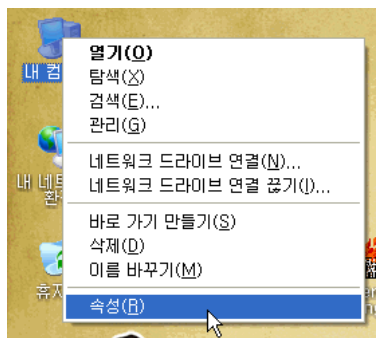 열기(O)
내 컴
탐색(X)
검색(E)...
관리(G)
네트워크 드라이브 연결(N)...
내 네트
네트워크 드라이브 연결 끊기(I)...
환
바로 가기 만들기(S)
삭제(D)
이름 바꾸기(M)
휴지
속성(R)